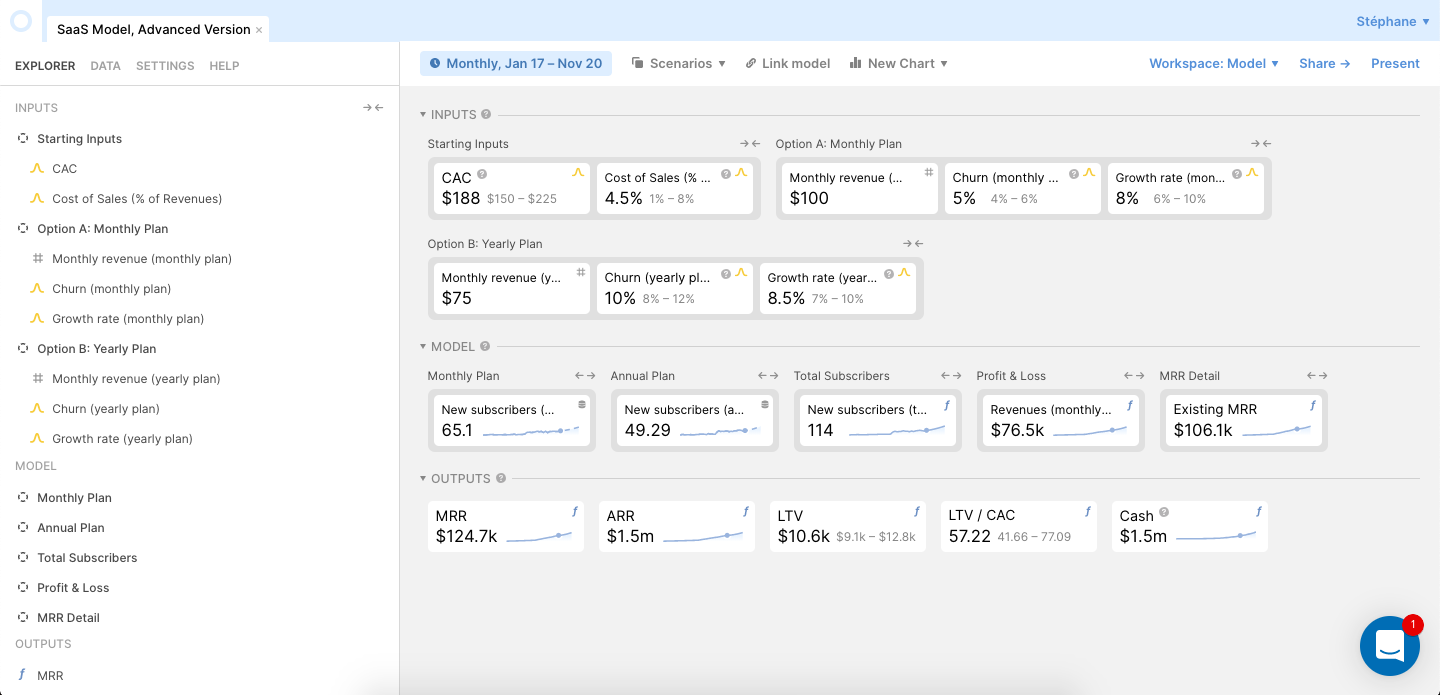 SaaS Model, Advanced Version ×
Stéphane ▼
EXPLORER DATA SETTINGS HELP
Monthly, Jan 17 – Nov 20 Scenarios ▼ Link model New Chart ▼ Workspace: Model ▼ Share → Present
INPUTS
Starting Inputs
CAC
Cost of Sales (% of Revenues)
Option A: Monthly Plan
Monthly revenue (monthly plan)
Churn (monthly plan)
Growth rate (monthly plan)
Option B: Yearly Plan
Monthly revenue (yearly plan)
Churn (yearly plan)
Growth rate (yearly plan)
MODEL
Monthly Plan
Annual Plan
Total Subscribers
Profit & Loss
MRR Detail
OUTPUTS
MRR
INPUTS
Starting Inputs
CAC
$188 $150 – $225
Cost of Sales (% ...
4.5% 1% – 8%
Option A: Monthly Plan
Monthly revenue (...
$100
Churn (monthly ...
5% 4% – 6%
Growth rate (mon...
8% 6% – 10%
Option B: Yearly Plan
Monthly revenue (y...
$75
Churn (yearly pl...
10% 8% – 12%
Growth rate (year...
8.5% 7% – 10%
MODEL
Monthly Plan
New subscribers (...
65.1
Annual Plan
New subscribers (a...
49.29
Total Subscribers
New subscribers (t...
114
Profit & Loss
Revenues (monthly...
$76.5k
MRR Detail
Existing MRR
$106.1k
OUTPUTS
MRR
$124.7k
ARR
$1.5m
LTV
$10.6k $9.1k – $12.8k
LTV / CAC
57.22 41.66 – 77.09
Cash
$1.5m
1